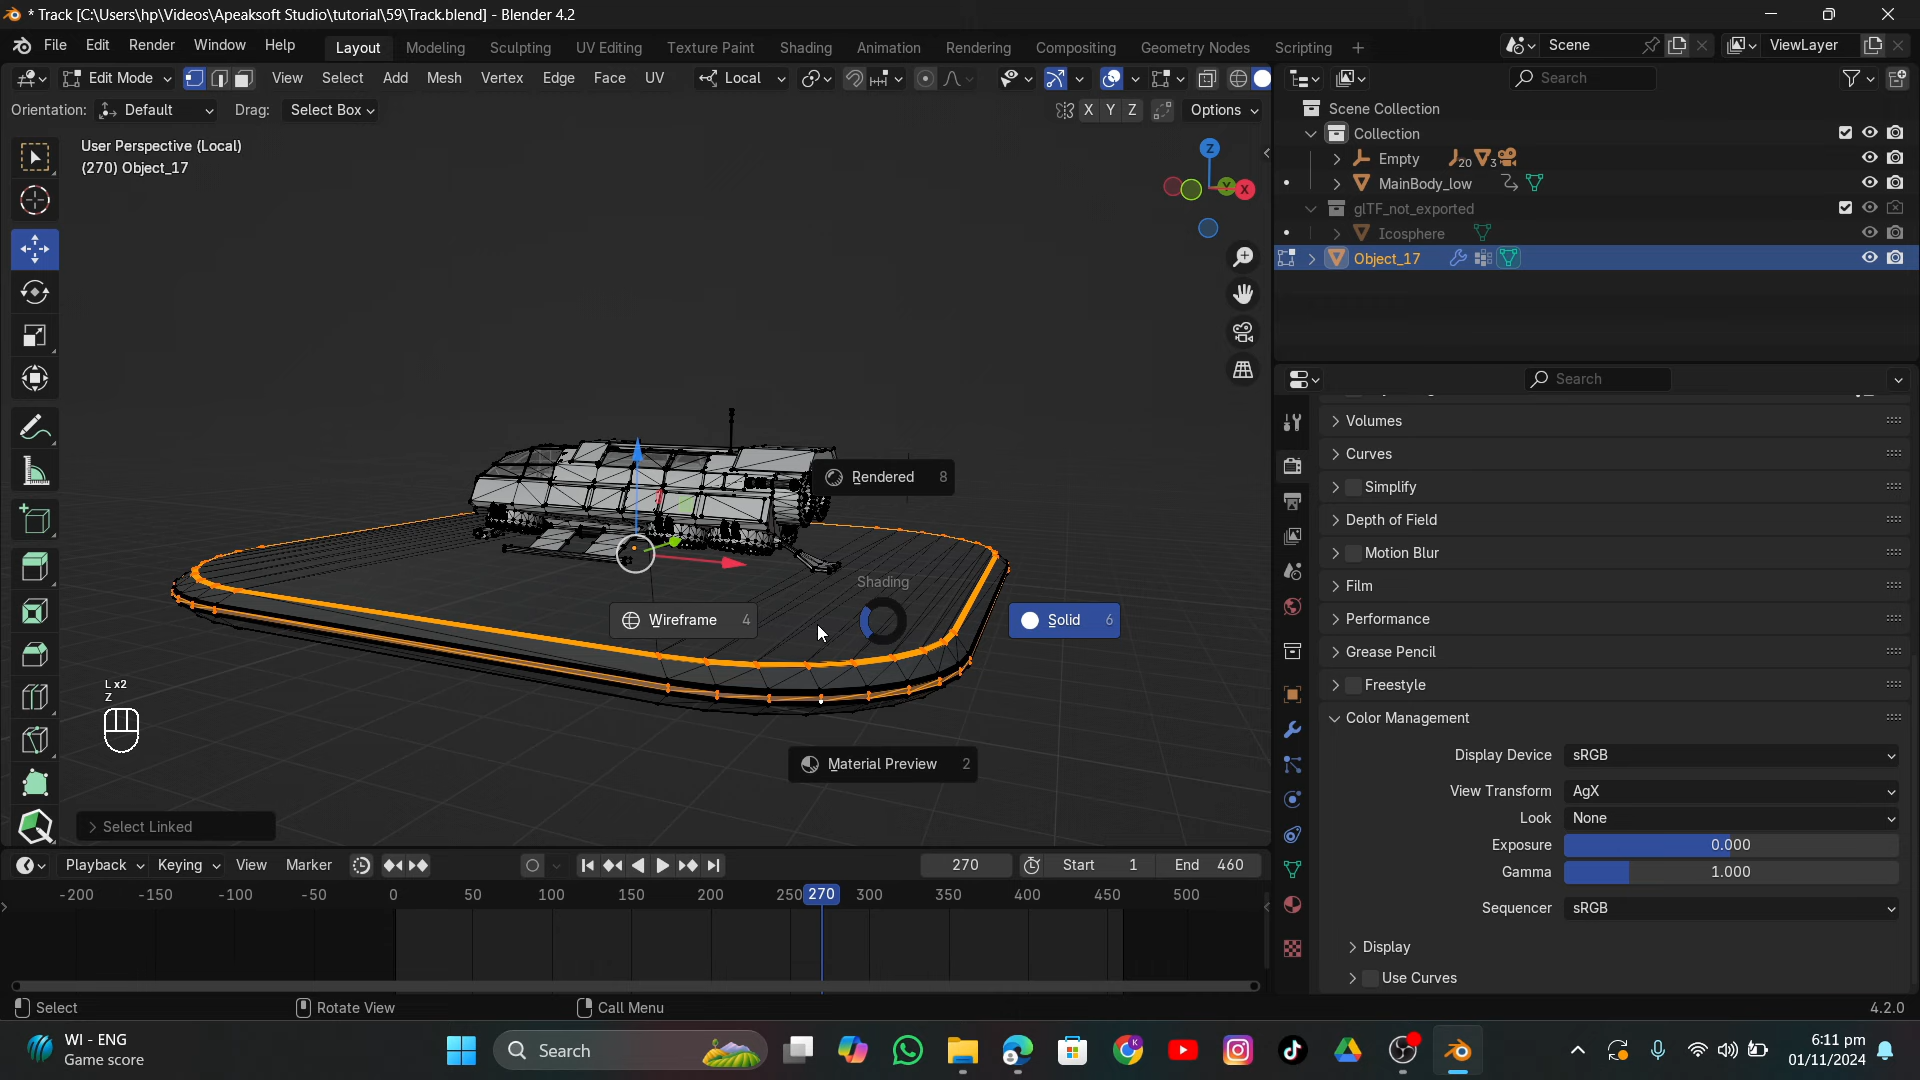 * Track [C:\Users\hp\Videos\Apeaksoft Studio\tutorial\59\Track.blend] - Blender 4.2
File Edit Render Window Help Layout Modeling Sculpting UV Editing Texture Paint Shading Animation Rendering Compositing Geometry Nodes Scripting + Scene ViewLayer
Edit Mode View Select Add Mesh Vertex Edge Face UV Local Search
Orientation: Default Drag: Select Box X Y Z Options
Scene Collection
Collection
Empty 20 3
MainBody_low
glTF_not_exported
Icosphere
Object_17
User Perspective (Local)
(270) Object_17
Z
Y
X
Search
Volumes
Curves
Simplify
Depth of Field
Motion Blur
Film
Performance
Grease Pencil
Freestyle
Color Management
Display Device sRGB
View Transform AgX
Look None
Exposure 0.000
Gamma 1.000
Sequencer sRGB
Display
Use Curves
Rendered 8
Shading
Wireframe 4
Solid 6
Material Preview 2
L x2
Z
Select Linked
Playback Keying View Marker 270 Start 1 End 460
-200 -150 -100 -50 0 50 100 150 200 250 270 300 350 400 450 500
Select Rotate View Call Menu 4.2.0
WI - ENG
Game score
Search
6:11 pm
01/11/2024